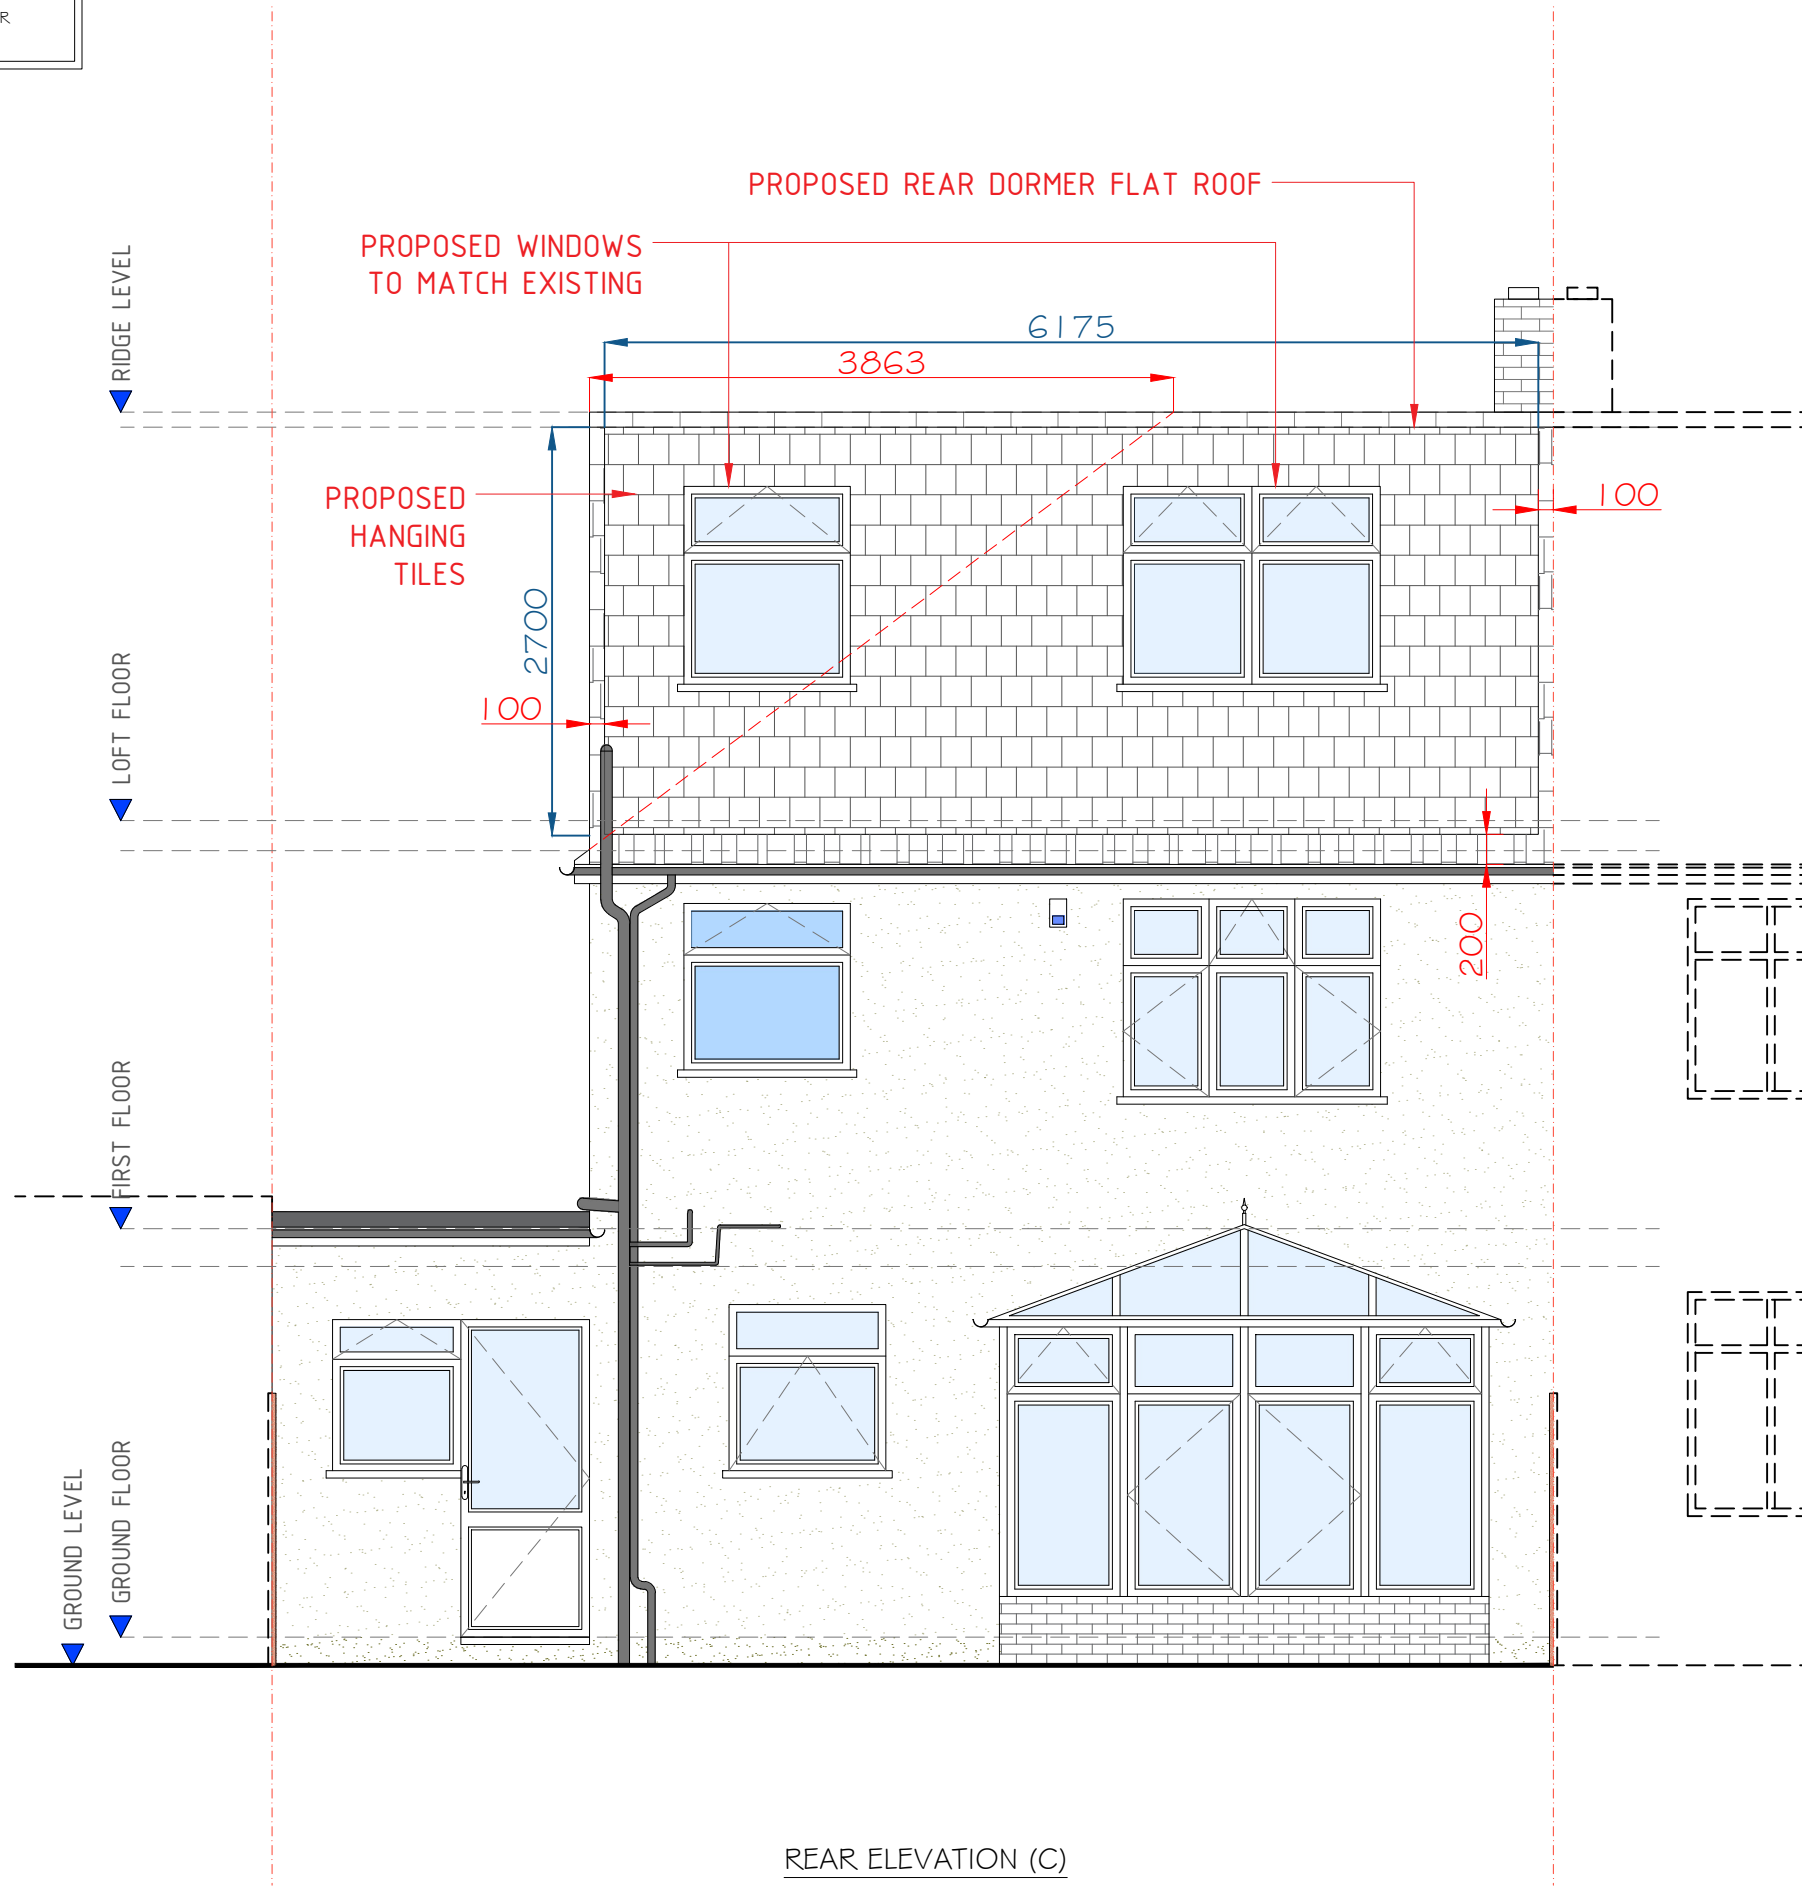 R
PROPOSED REAR DORMER FLAT ROOF
PROPOSED WINDOWS
TO MATCH EXISTING
6175
3863
RIDGE LEVEL
PROPOSED
HANGING
TILES
100
2700
100
LOFT FLOOR
200
FIRST FLOOR
GROUND FLOOR
GROUND LEVEL
REAR ELEVATION (C)